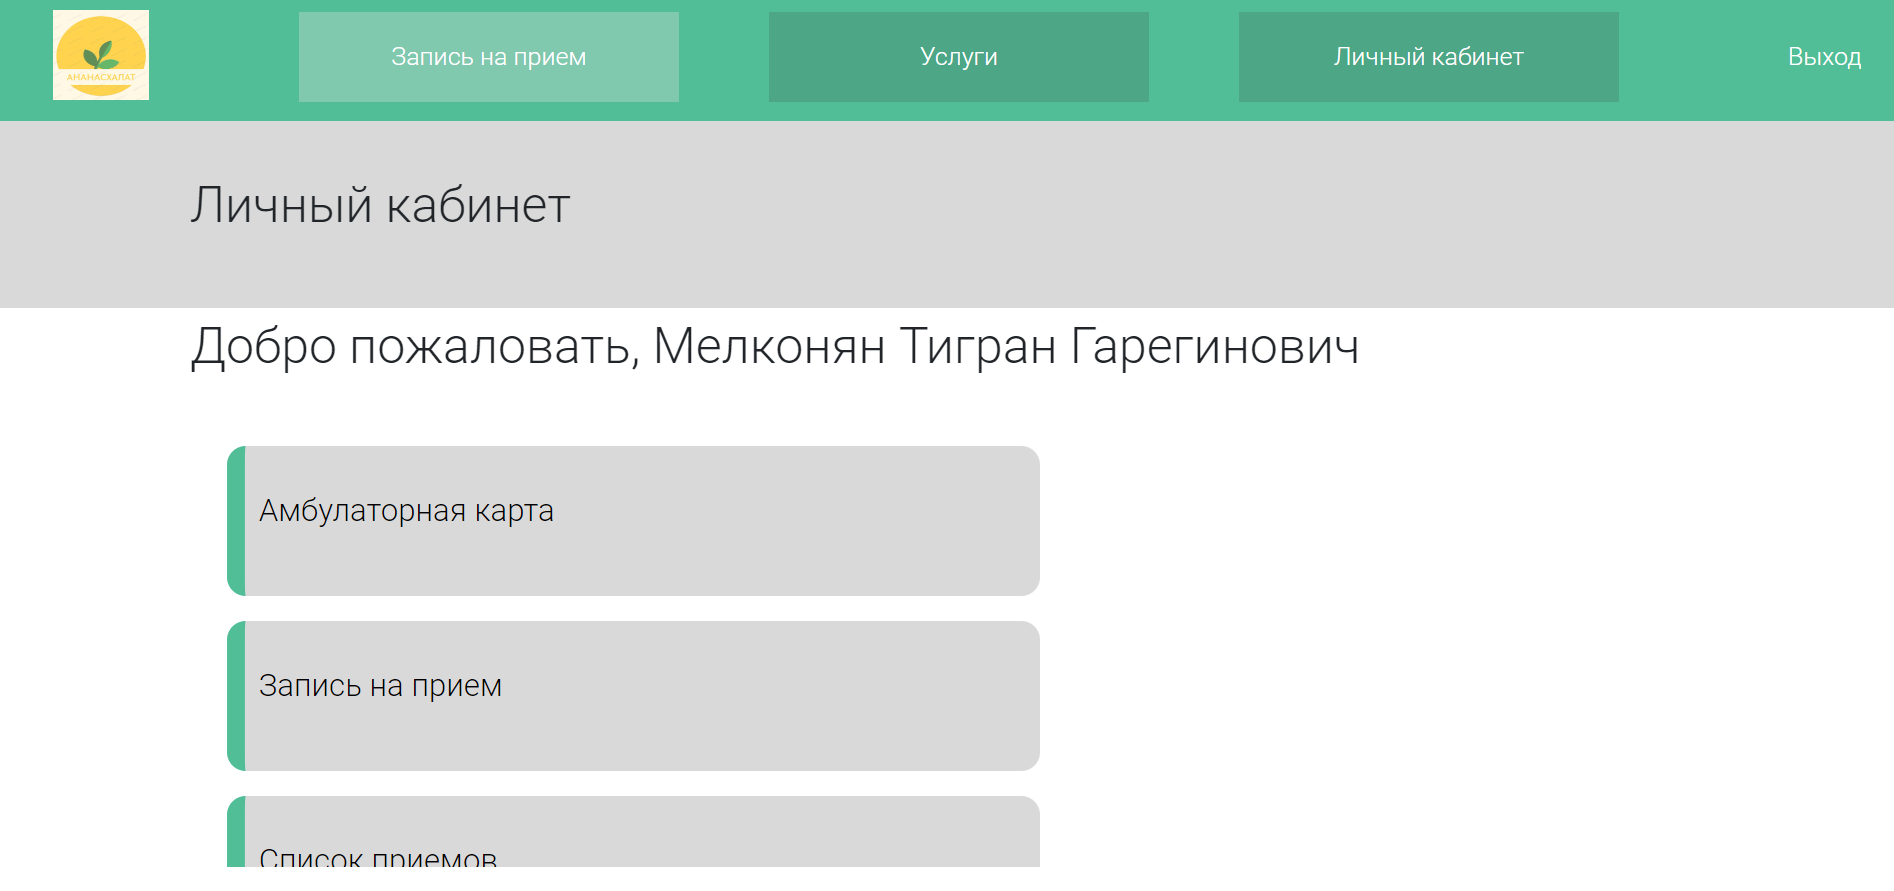 АНАНАСХАЛАТ
Запись на прием
Услуги
Личный кабинет
Выход
Личный кабинет
Добро пожаловать, Мелконян Тигран Гарегинович
Амбулаторная карта
Запись на прием
Список приемов